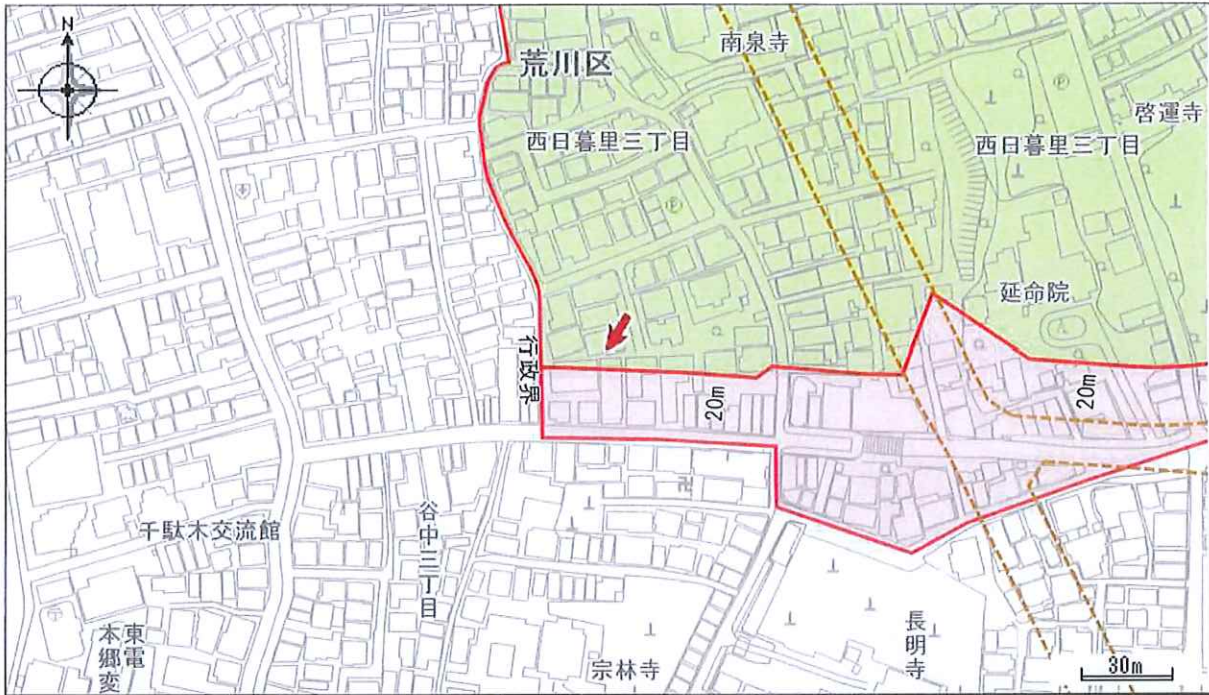 N
荒川区
南泉寺
啓運寺
西日暮里三丁目
西日暮里三丁目
P
P
延命院
行政界
20m
20m
千駄木交流館
谷中三丁目
卍
東電
本郷変
宗林寺
長明寺
30m